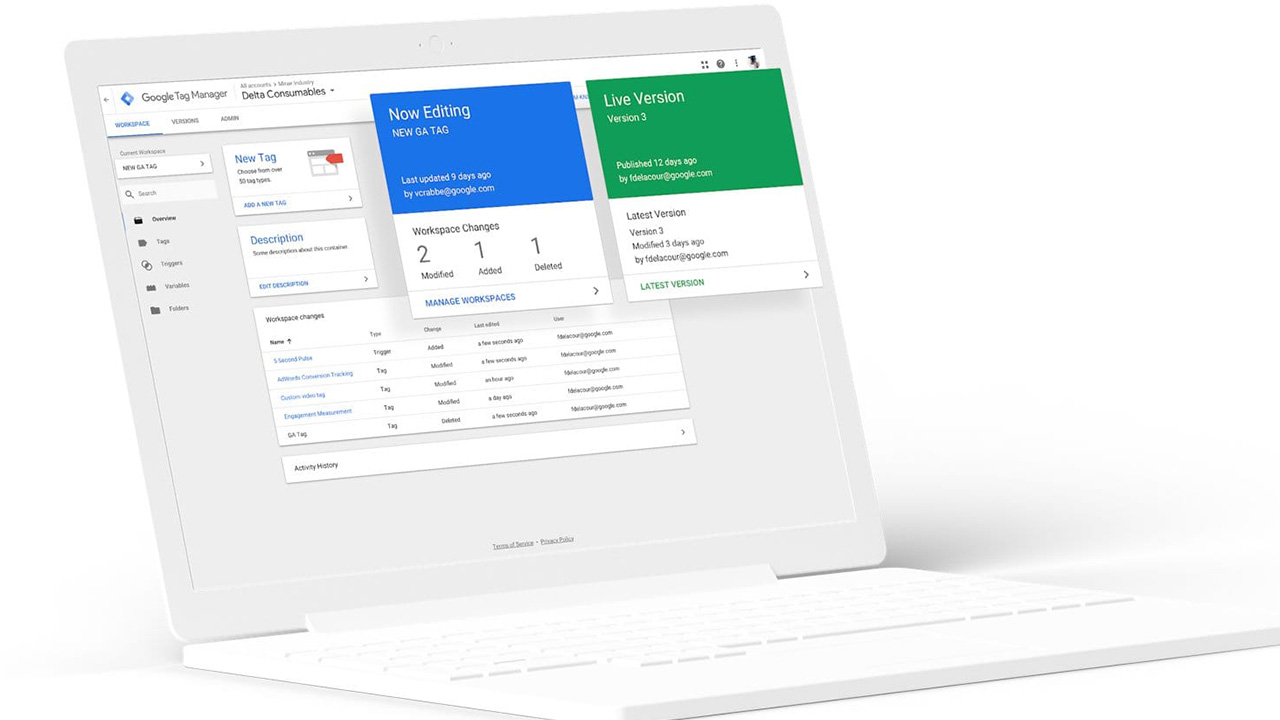 Google Tag Manager
All accounts > Mirae Industry
Delta Consumables
WORKSPACE
VERSIONS
ADMIN
Current Workspace
NEW GA TAG
Search
Overview
Tags
Triggers
Variables
Folders
New Tag
Choose from over
50 tag types.
ADD A NEW TAG
Description
Some description about this container
EDIT DESCRIPTION
Now Editing
NEW GA TAG
Last updated 9 days ago
by vcrabbe@google.com
Workspace Changes
2 1 1
Modified Added Deleted
MANAGE WORKSPACES
Live Version
Version 3
Published 12 days ago
by fdelacour@google.com
Latest Version
Version 3
Modified 3 days ago
by fdelacour@google.com
LATEST VERSION
Workspace changes
Name Type Change Last edited User
5 Second Pulse Trigger Added a few seconds ago fdelacour@google.com
AdWords Conversion Tracking Tag Modified a few seconds ago fdelacour@google.com
Custom video tag Tag Modified an hour ago fdelacour@google.com
Engagement Measurement Tag Modified a day ago fdelacour@google.com
GA Tag Tag Deleted a few seconds ago fdelacour@google.com
Activity History
Terms of Service • Privacy Policy